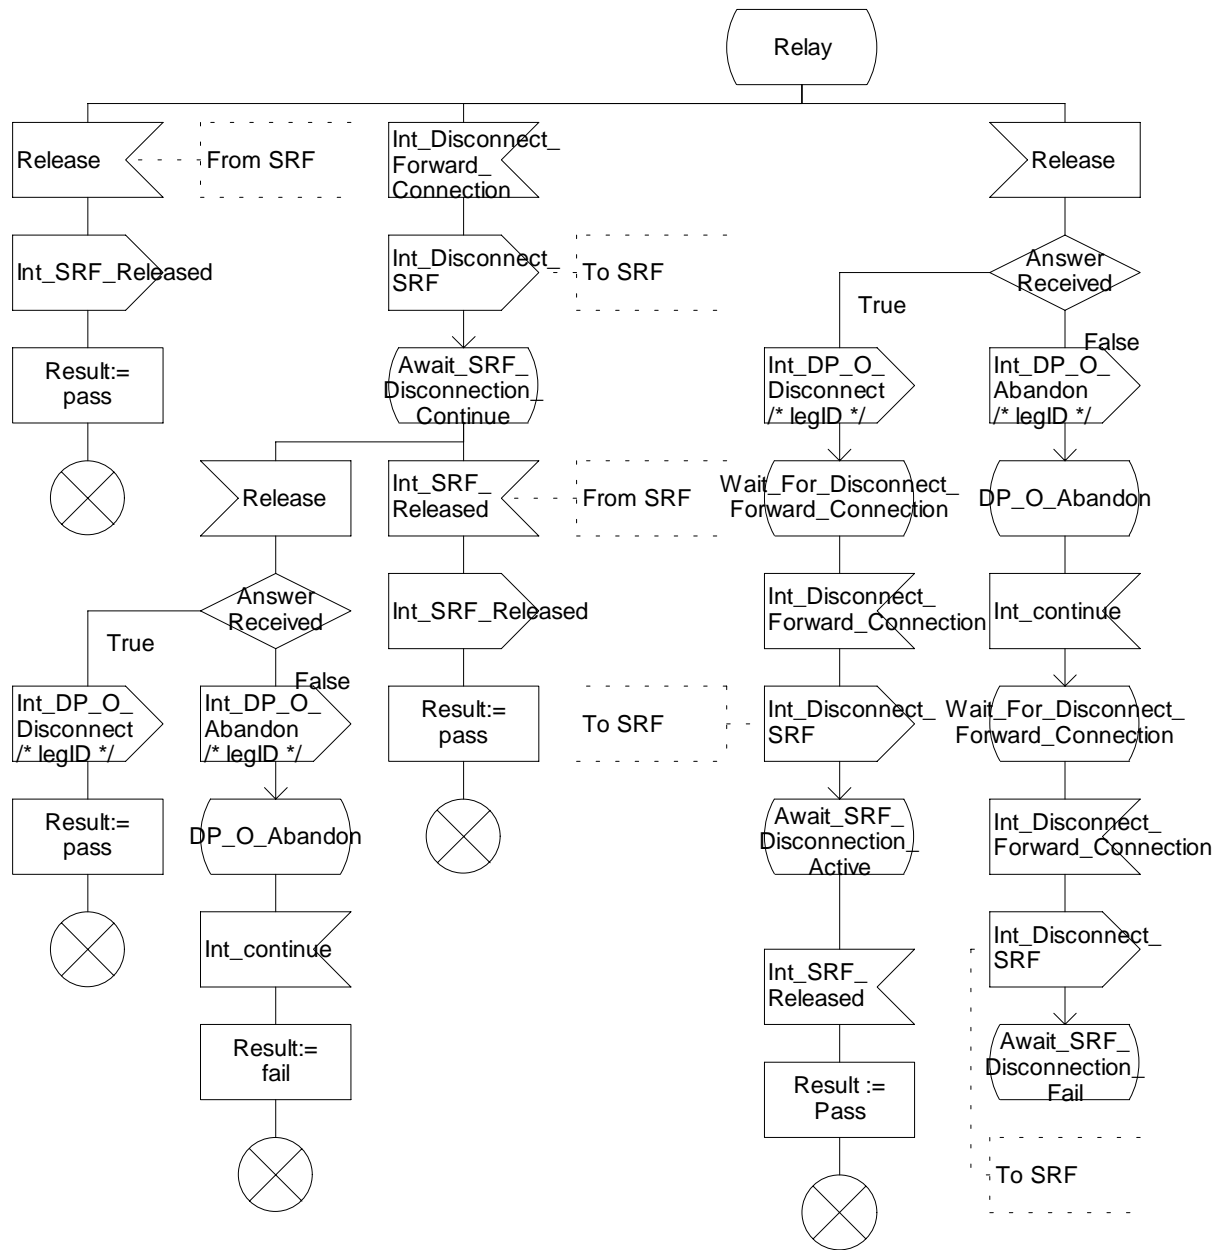 Relay
Release
From SRF
Int_Disconnect_
Forward_
Connection
Release
Int_SRF_Released
Int_Disconnect_
SRF
To SRF
Answer
Received
True
False
Result:=
pass
Await_SRF_
Disconnection_
Continue
Int_DP_O_
Disconnect
/* legID */
Int_DP_O_
Abandon
/* legID */
Release
Int_SRF_
Released
From SRF
Wait_For_Disconnect_
Forward_Connection
DP_O_Abandon
Answer
Received
True
False
Int_SRF_Released
Int_Disconnect_
Forward_Connection
Int_continue
Int_DP_O_
Disconnect
/* legID */
Int_DP_O_
Abandon
/* legID */
Result:=
pass
To SRF
Int_Disconnect_
SRF
Wait_For_Disconnect_
Forward_Connection
Result:=
pass
DP_O_Abandon
Await_SRF_
Disconnection_
Active
Int_Disconnect_
Forward_Connection
Int_continue
Int_SRF_
Released
Int_Disconnect_
SRF
Result:=
fail
Result :=
Pass
Await_SRF_
Disconnection_
Fail
To SRF